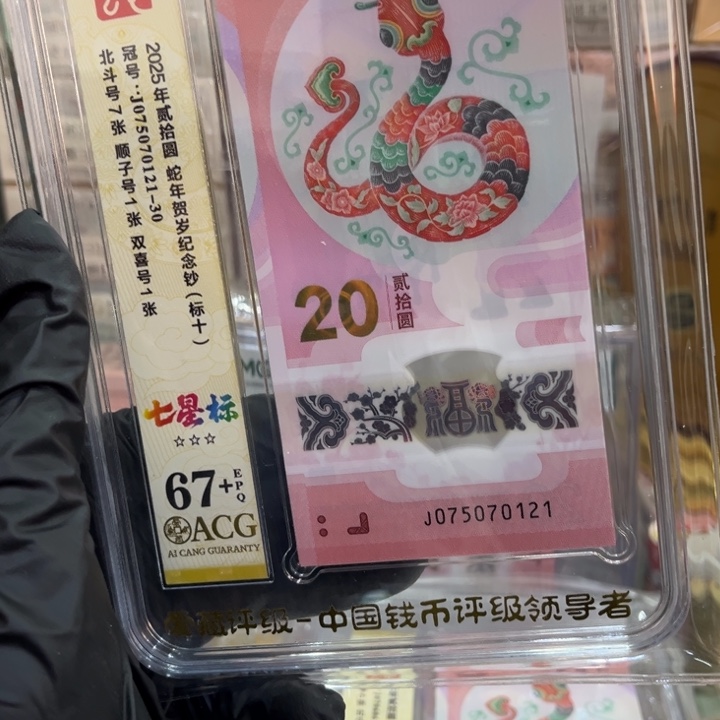 2025年贰拾圆 蛇年贺岁纪念钞(标十)
冠号:J075070121-30
北斗号7张 顺子号1张 双喜号1张
七星标
☆☆☆
67+EPQ
ACG
AI CANG GUARANTY
20
贰拾圆
J075070121
评级-中国钱币评级领导者